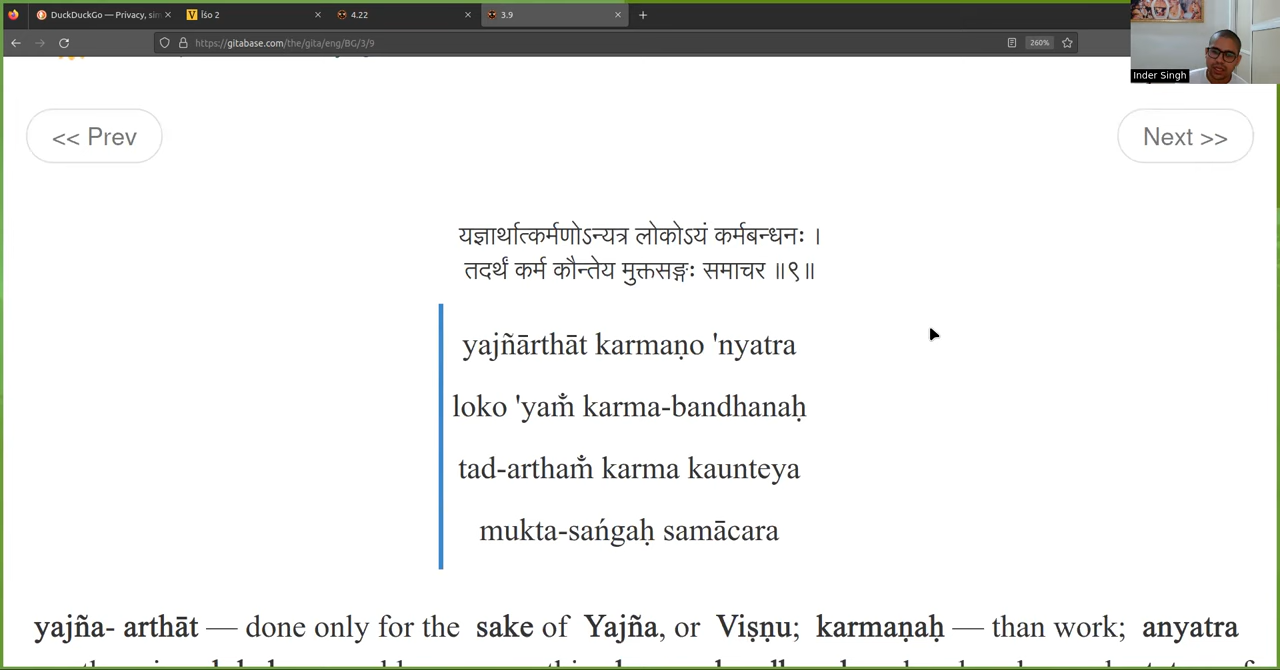 DuckDuckGo — Privacy, sim
Īśo 2
4.22
3.9
https://gitabase.com/the/gita/eng/BG/3/9
260%
Inder Singh
<< Prev
Next >>
यज्ञार्थात्कर्मणोऽन्यत्र लोकोऽयं कर्मबन्धनः ।
तदर्थं कर्म कौन्तेय मुक्तसङ्गः समाचर ॥९॥
yajñārthāt karmaṇo 'nyatra
loko 'yaḿ karma-bandhanaḥ
tad-arthaḿ karma kaunteya
mukta-sańgaḥ samācara
yajña- arthāt — done only for the sake of Yajña, or Viṣṇu; karmaṇaḥ — than work; anyatra